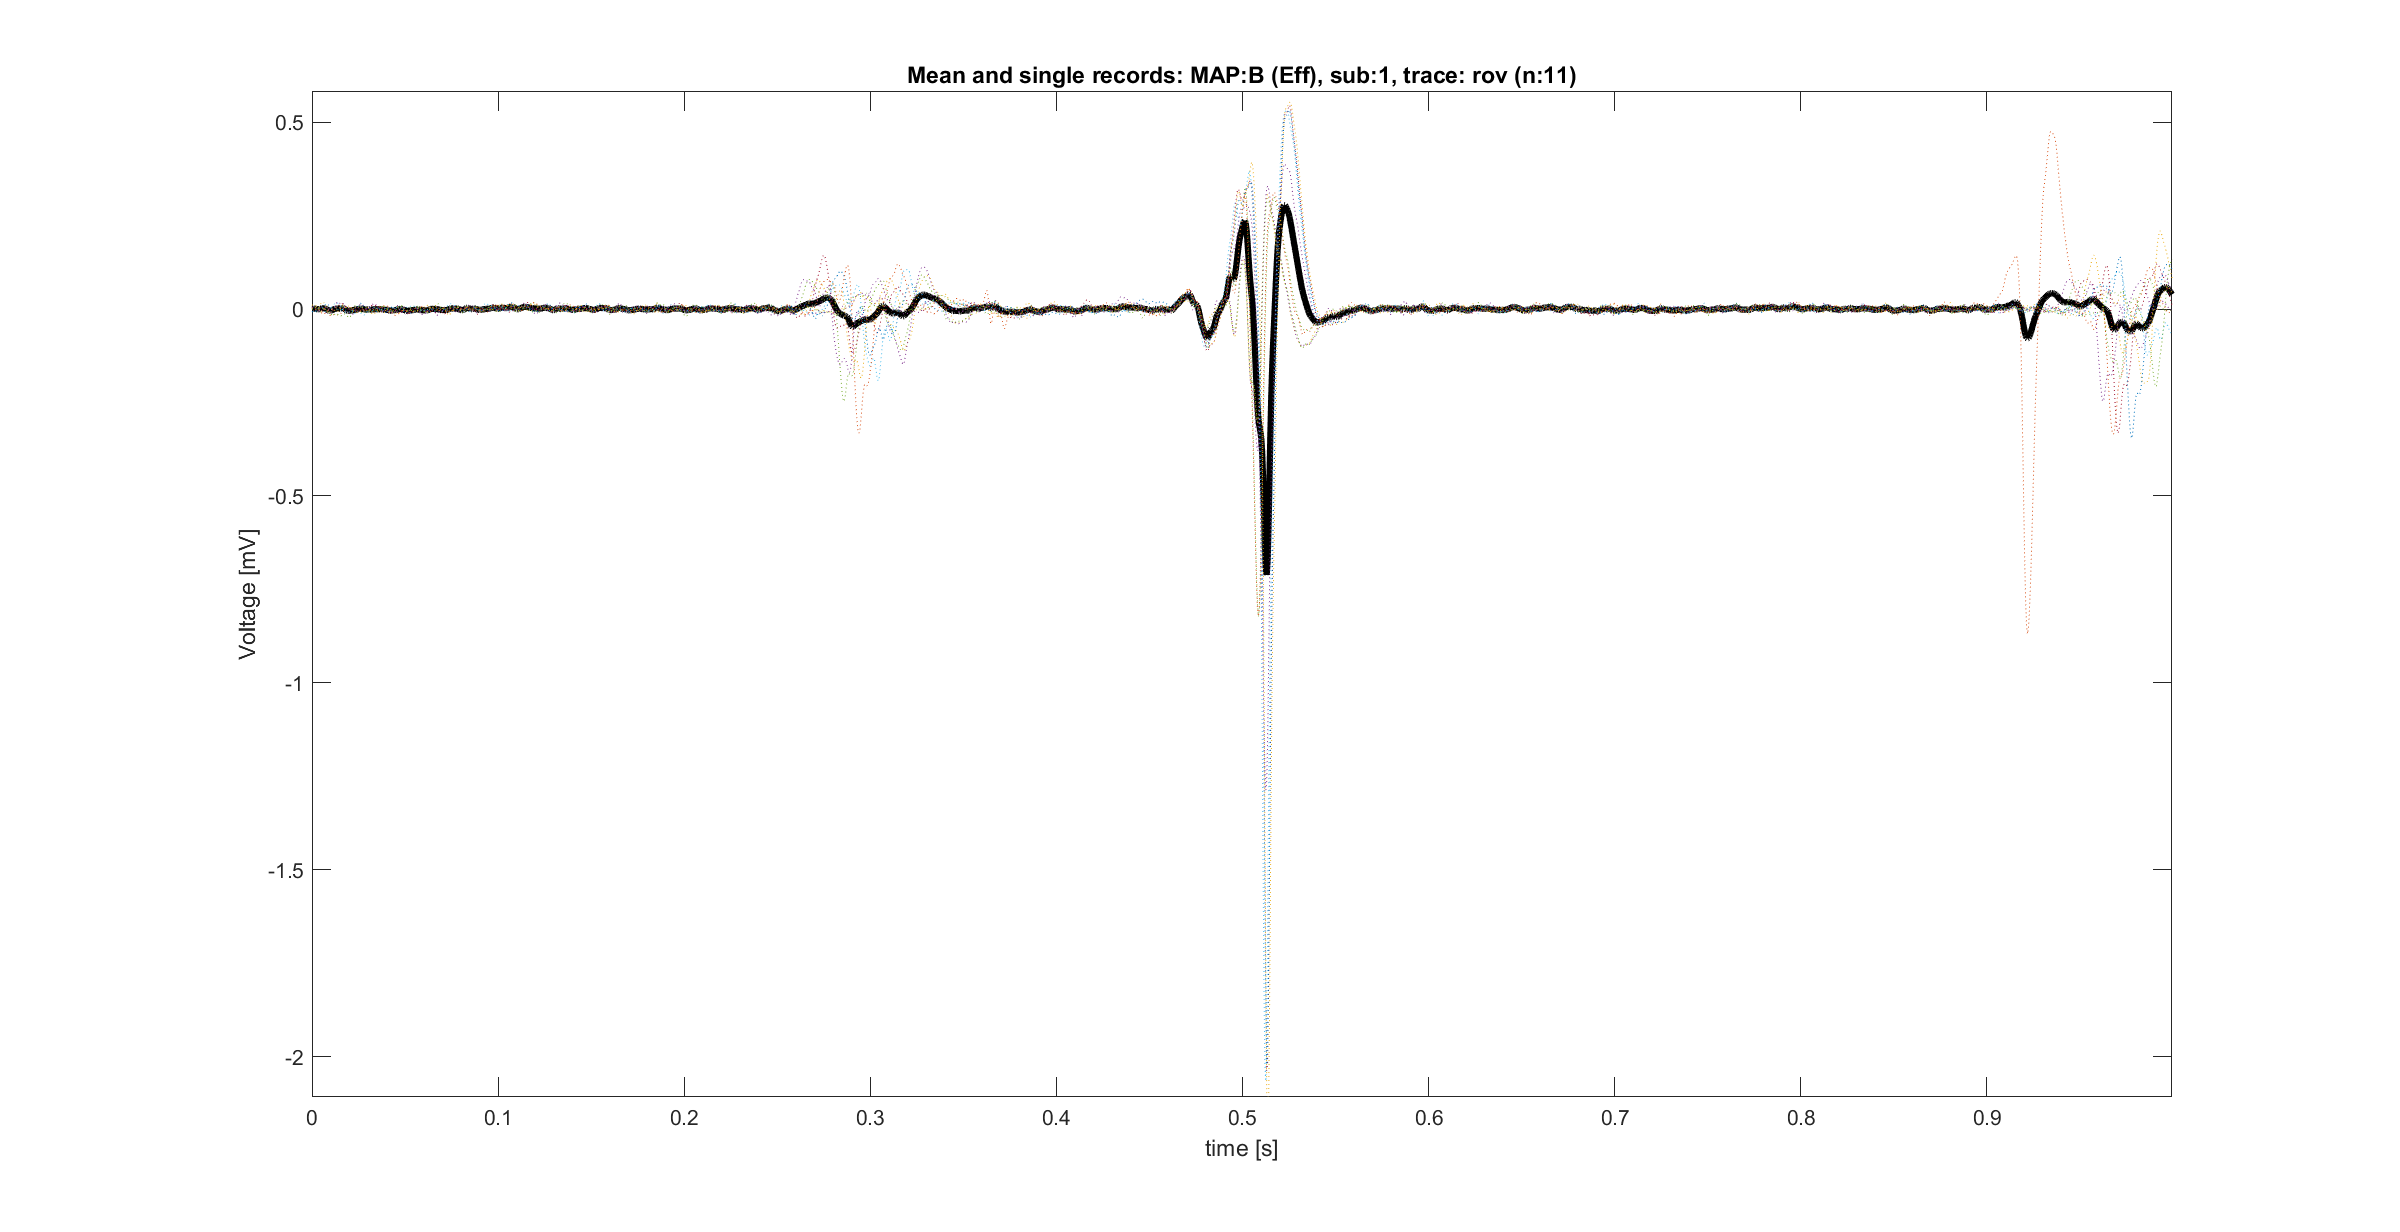 Mean and single records: MAP:B (Eff), sub:1, trace: rov (n:11)
0.5
0
-0.5
-1
-1.5
-2
Voltage [mV]
0 0.1 0.2 0.3 0.4 0.5 0.6 0.7 0.8 0.9
time [s]